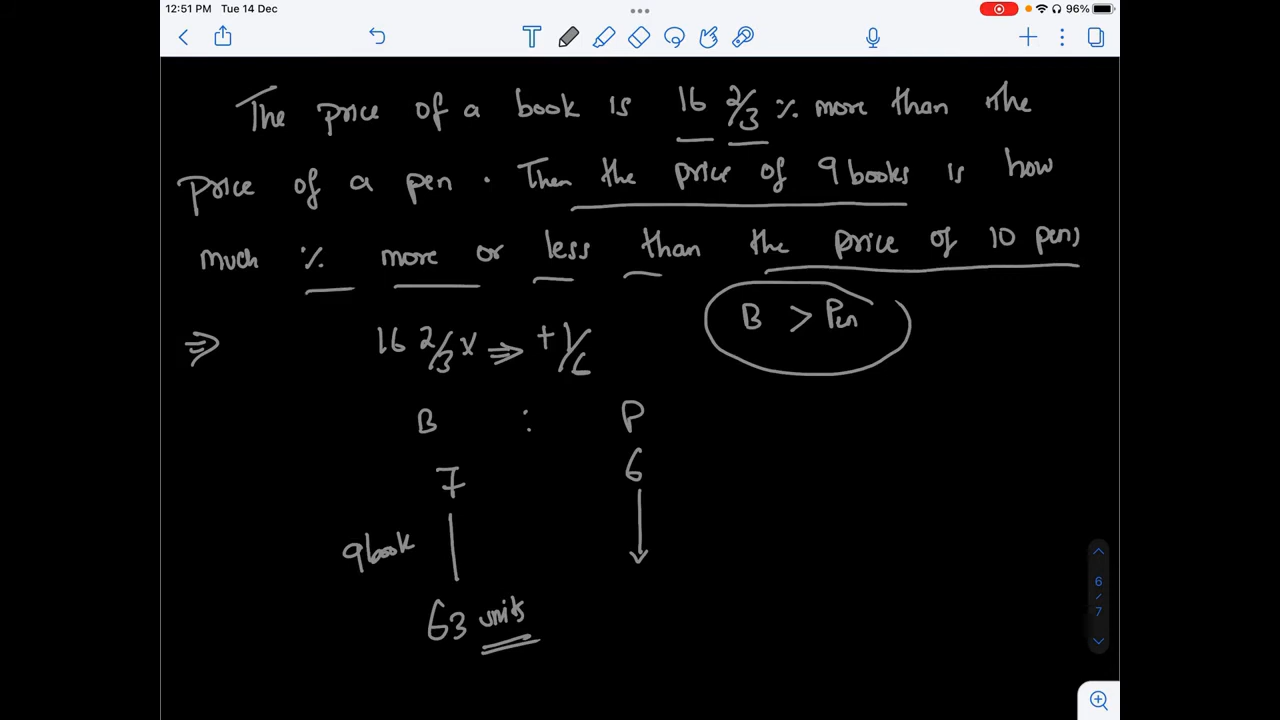 12:51 PM Tue 14 Dec
96%
The price of a book is 16 2/3 % more than the
price of a pen. Then the price of 9 books is how
much % more or less than the price of 10 pens
⇒ 16 2/3 % ⇒ +1/6
B > Pen
B : P
7 6
9 book
63 units
6
/
7